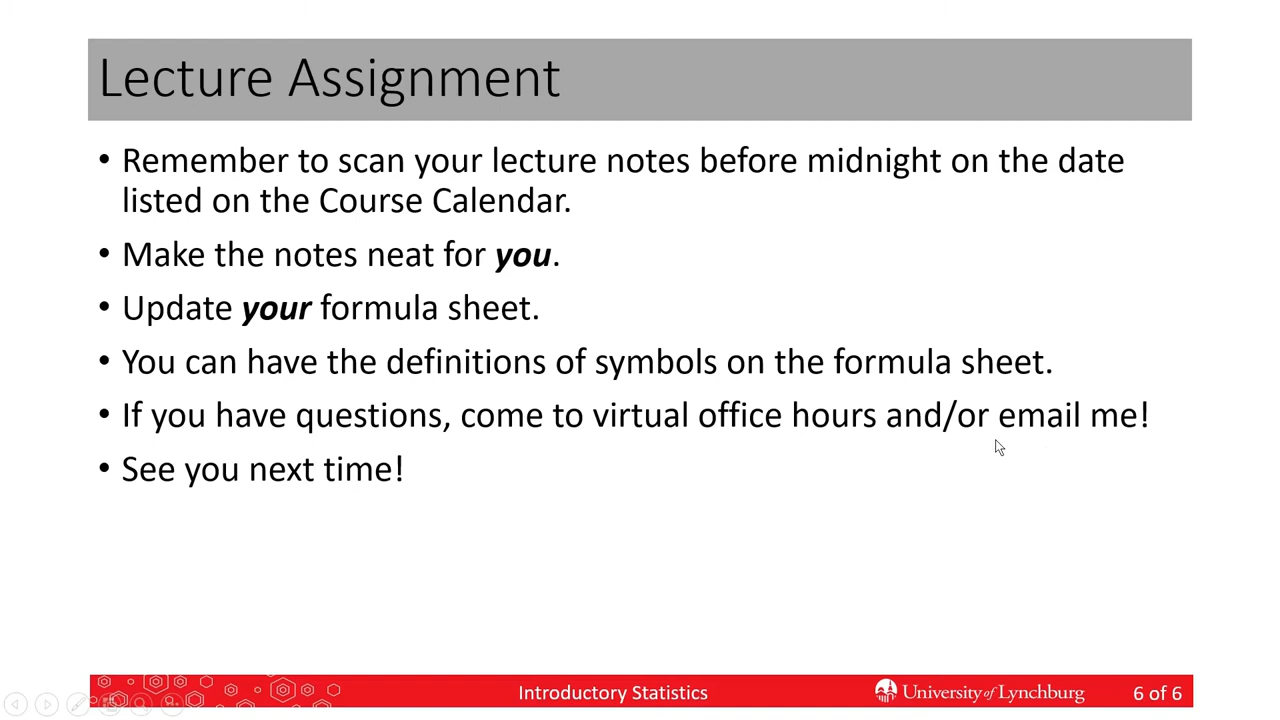 Lecture Assignment
• Remember to scan your lecture notes before midnight on the date
listed on the Course Calendar.
• Make the notes neat for you.
• Update your formula sheet.
• You can have the definitions of symbols on the formula sheet.
• If you have questions, come to virtual office hours and/or email me!
• See you next time!
Introductory Statistics
University of Lynchburg
6 of 6